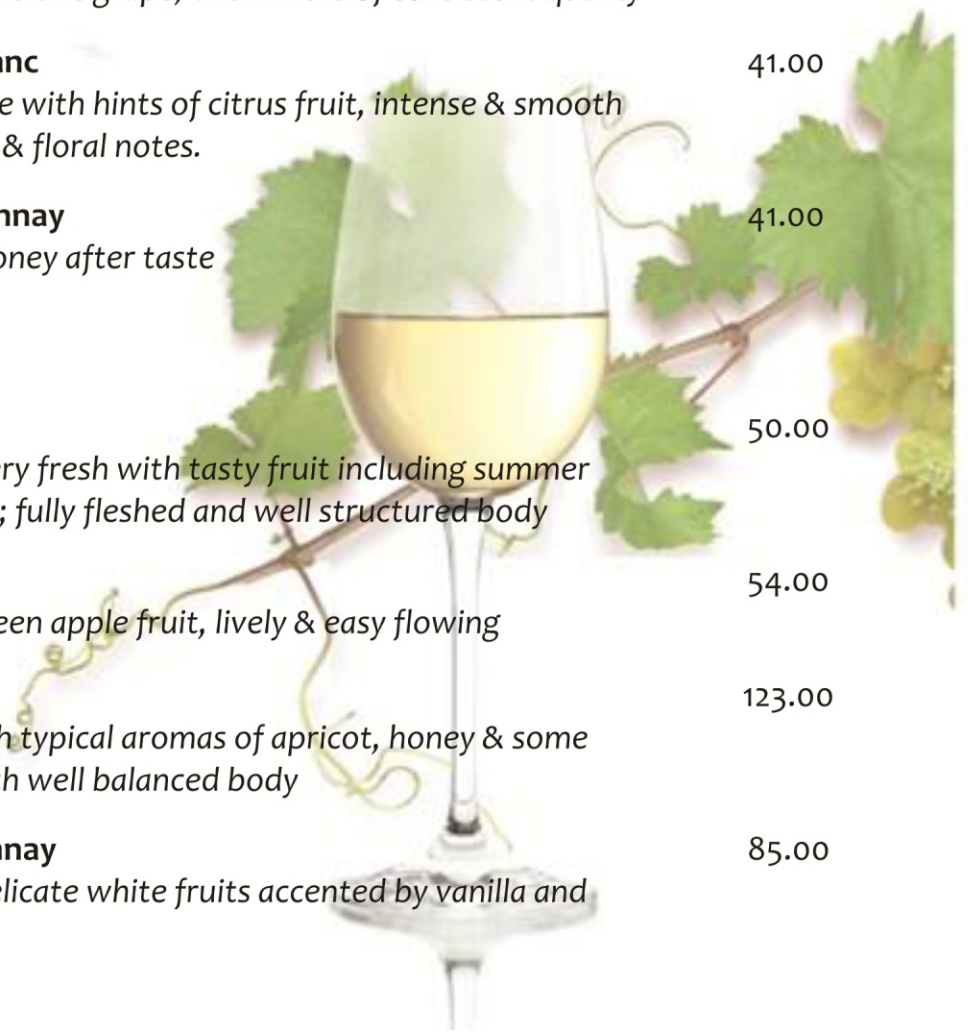 anc 41.00
e with hints of citrus fruit, intense & smooth
& floral notes.
nnay 41.00
oney after taste
50.00
ery fresh with tasty fruit including summer
; fully fleshed and well structured body
54.00
een apple fruit, lively & easy flowing
123.00
h typical aromas of apricot, honey & some
ch well balanced body
nnay 85.00
elicate white fruits accented by vanilla and